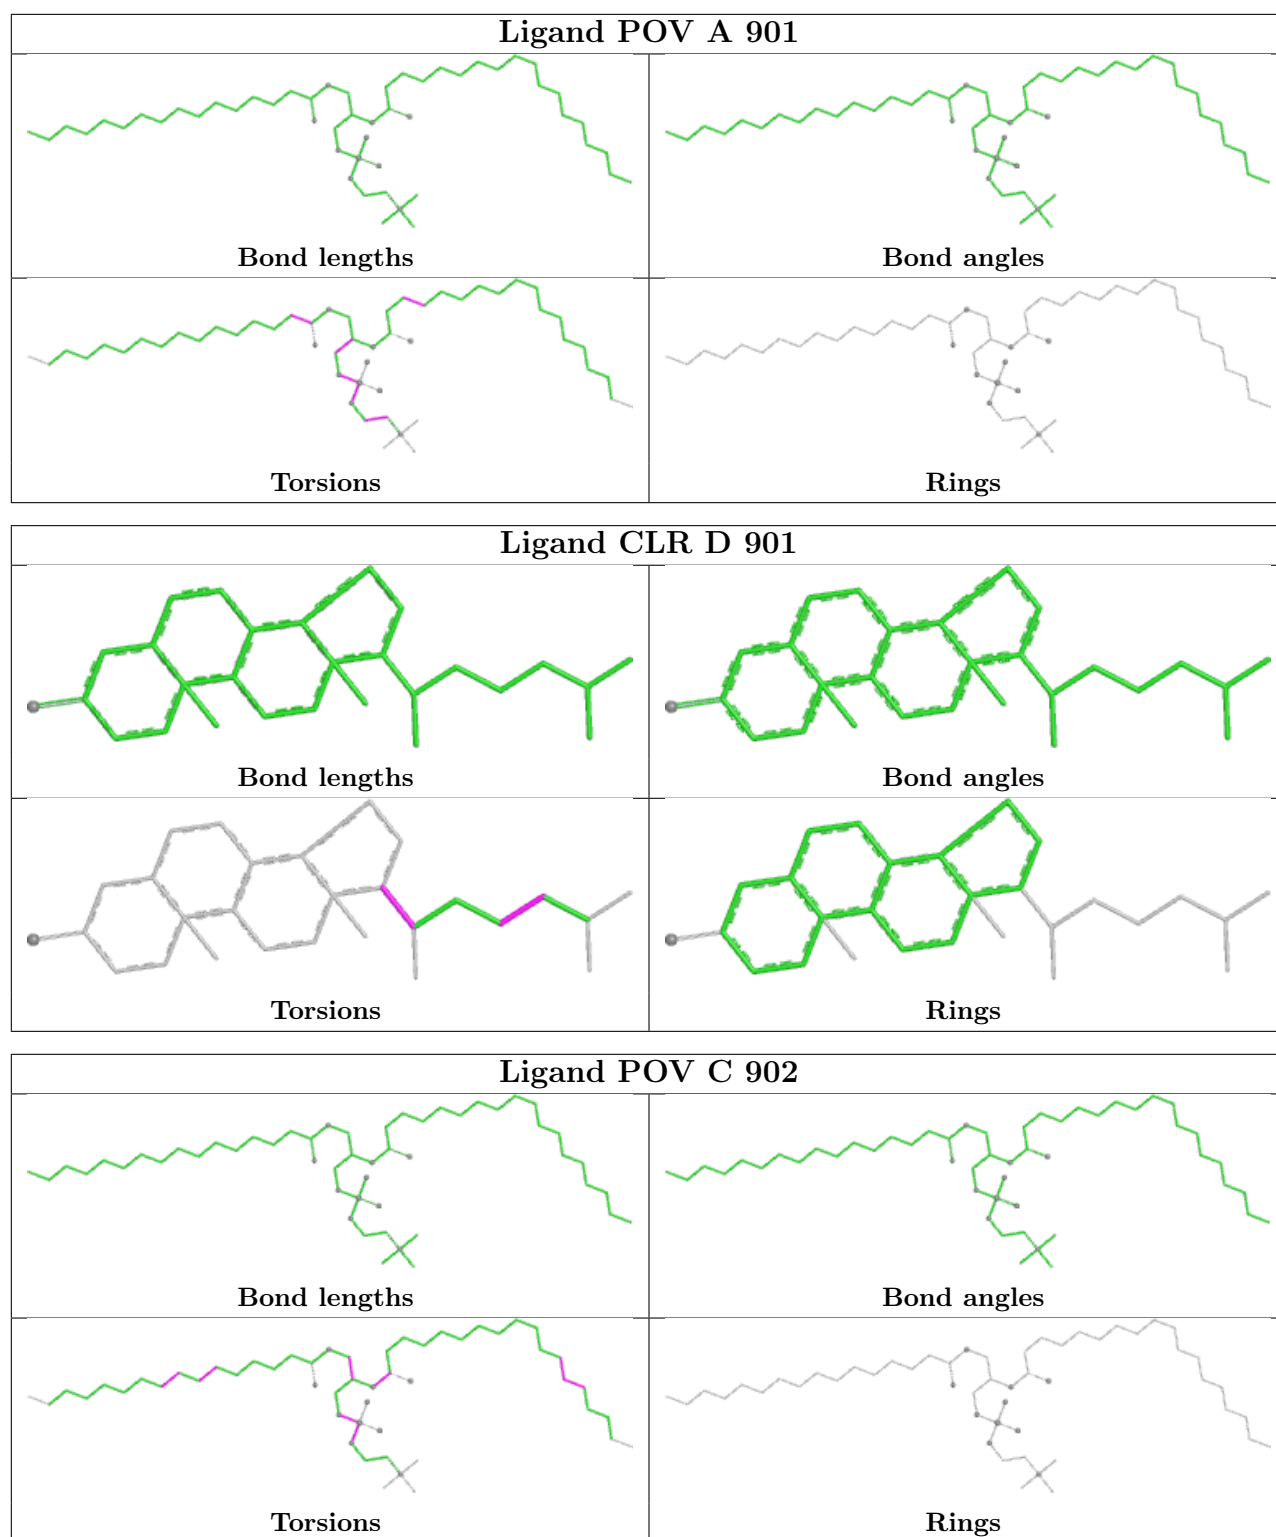 Ligand POV A 901
Bond lengths
Bond angles
Torsions
Rings
Ligand CLR D 901
Bond lengths
Bond angles
Torsions
Rings
Ligand POV C 902
Bond lengths
Bond angles
Torsions
Rings